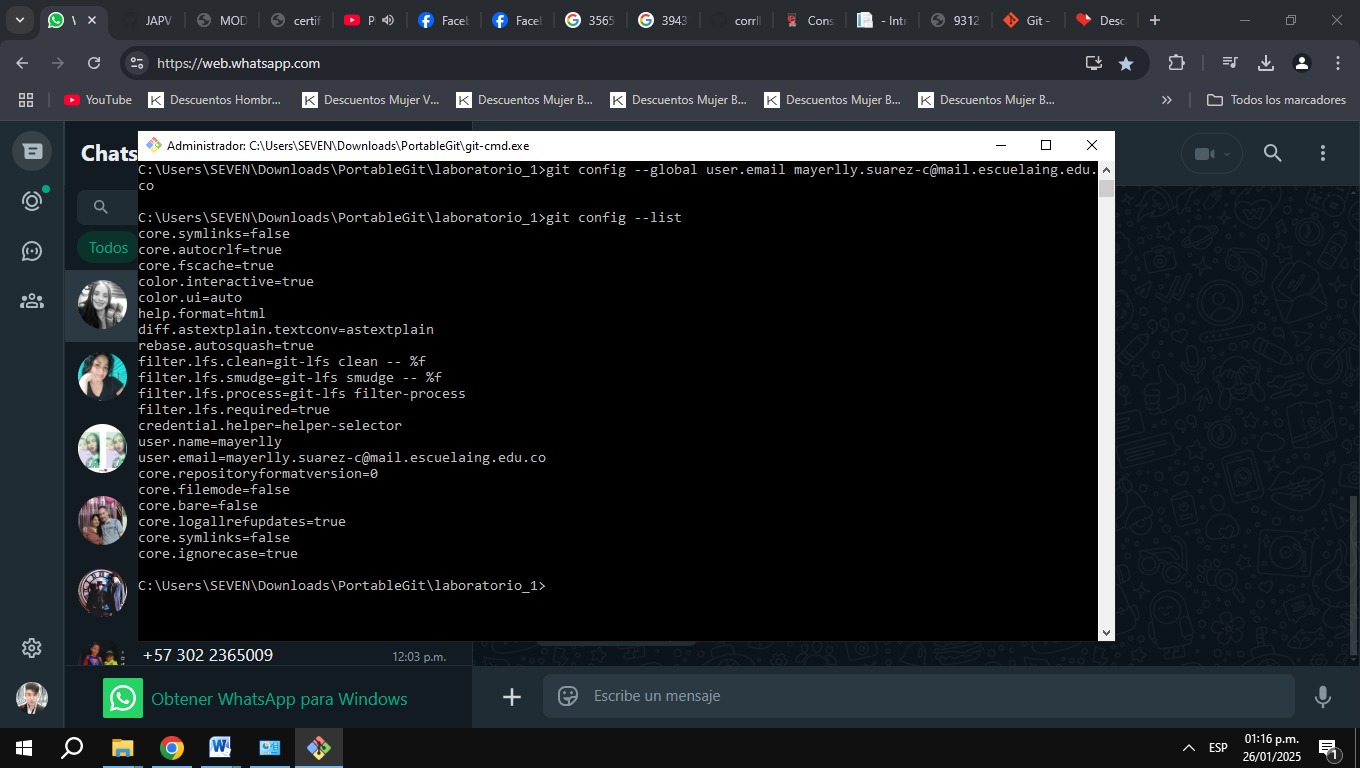 JAPV
MOD
certif
P
Faceb
Faceb
3565
3943
corrl
Cons
- Intr
9312
Git -
Desc
https://web.whatsapp.com
YouTube
Descuentos Hombr...
Descuentos Mujer V...
Descuentos Mujer B...
Descuentos Mujer B...
Descuentos Mujer B...
Descuentos Mujer B...
Todos los marcadores
Chats
Administrador: C:\Users\SEVEN\Downloads\PortableGit\git-cmd.exe
C:\Users\SEVEN\Downloads\PortableGit\laboratorio_1>git config --global user.email mayerlly.suarez-c@mail.escuelaing.edu.
co
C:\Users\SEVEN\Downloads\PortableGit\laboratorio_1>git config --list
core.symlinks=false
core.autocrlf=true
core.fscache=true
color.interactive=true
color.ui=auto
help.format=html
diff.astextplain.textconv=astextplain
rebase.autosquash=true
filter.lfs.clean=git-lfs clean -- %f
filter.lfs.smudge=git-lfs smudge -- %f
filter.lfs.process=git-lfs filter-process
filter.lfs.required=true
credential.helper=helper-selector
user.name=mayerlly
user.email=mayerlly.suarez-c@mail.escuelaing.edu.co
core.repositoryformatversion=0
core.filemode=false
core.bare=false
core.logallrefupdates=true
core.symlinks=false
core.ignorecase=true
C:\Users\SEVEN\Downloads\PortableGit\laboratorio_1>
Todos
+57 302 2365009
12:03 p.m.
Obtener WhatsApp para Windows
Escribe un mensaje
ESP
01:16 p.m.
26/01/2025
1